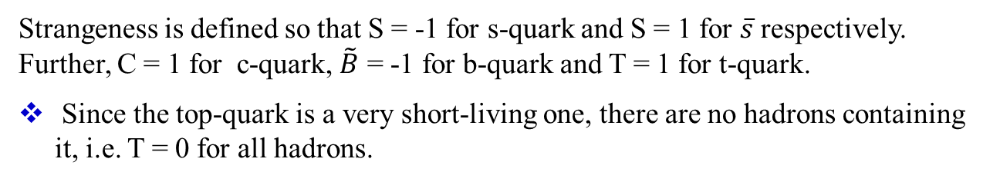 Strangeness is defined so that S = -1 for s-quark and S = 1 for s̄ respectively.
Further, C = 1 for c-quark, B̃ = -1 for b-quark and T = 1 for t-quark.
❖ Since the top-quark is a very short-living one, there are no hadrons containing
it, i.e. T = 0 for all hadrons.